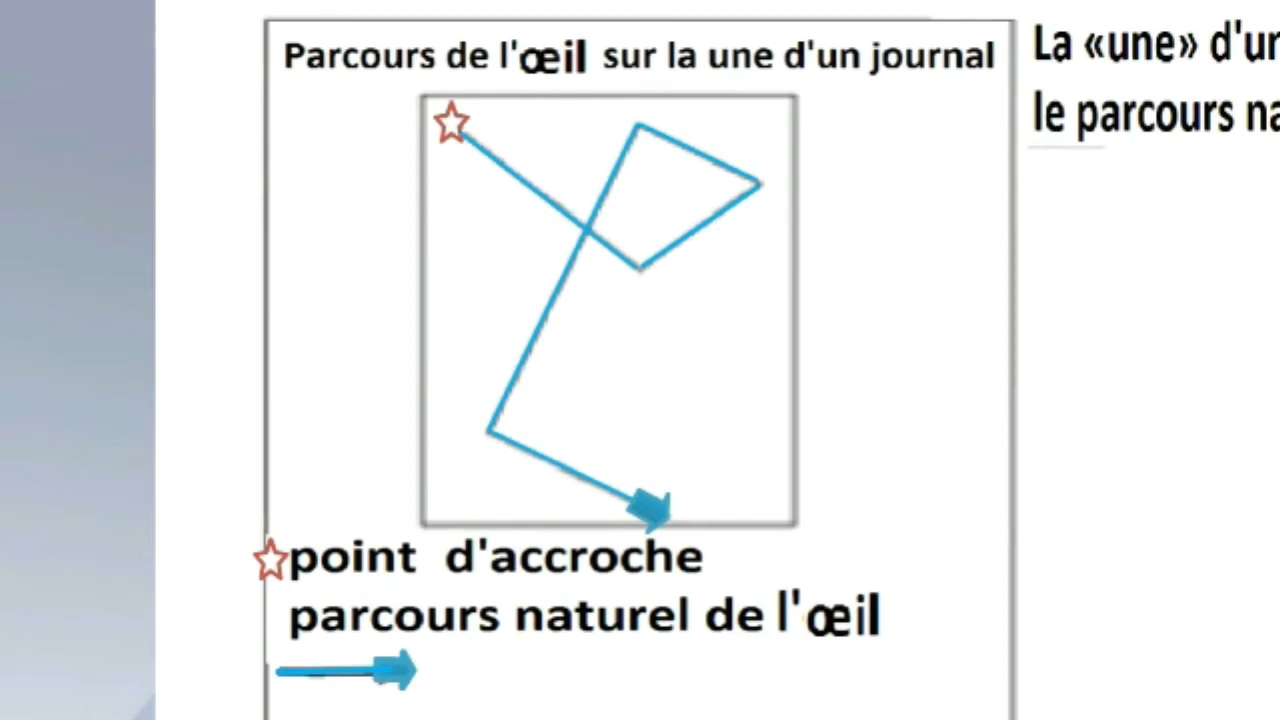 Parcours de l'œil sur la une d'un journal
La «une» d'un
le parcours
point d'accroche
parcours naturel de l'œil